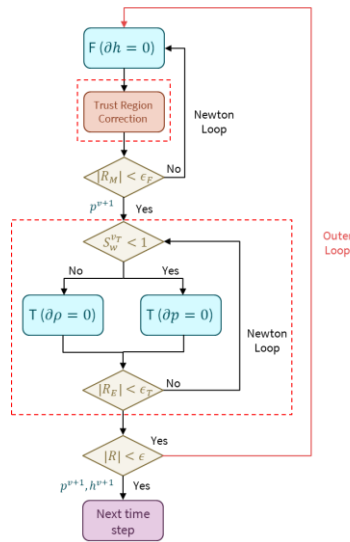 F (∂h = 0)
Trust Region
Correction
Newton
Loop
|R_M| < ϵ_F
No
p^{v+1}
Yes
S_w^{v_T} < 1
Outer
Loop
No
Yes
T (∂ρ = 0)
T (∂p = 0)
Newton
Loop
|R_E| < ϵ_T
No
Yes
|R| < ϵ
p^{v+1}, h^{v+1}
Yes
Next time
step